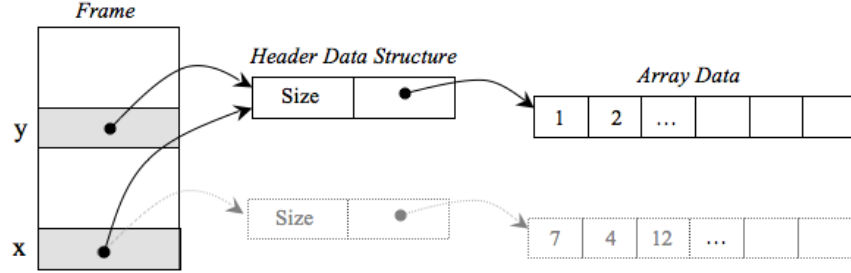 Frame
Header Data Structure
Array Data
Size
y
1 2 ...
Size
x
7 4 12 ...